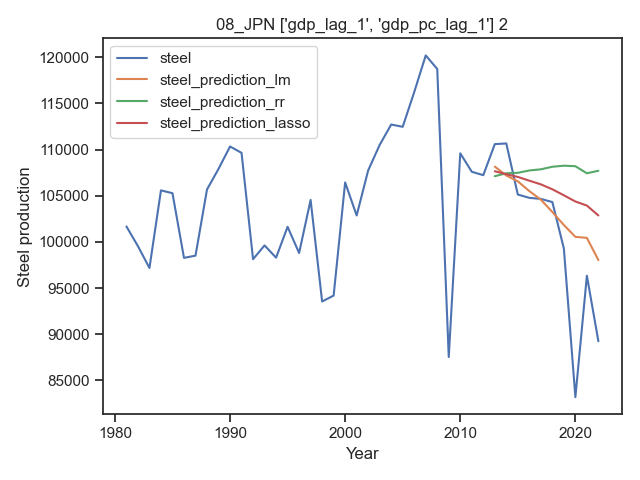 08_JPN ['gdp_lag_1', 'gdp_pc_lag_1'] 2
steel
steel_prediction_lm
steel_prediction_rr
steel_prediction_lasso
Steel production
120000
115000
110000
105000
100000
95000
90000
85000
1980
1990
2000
2010
2020
Year